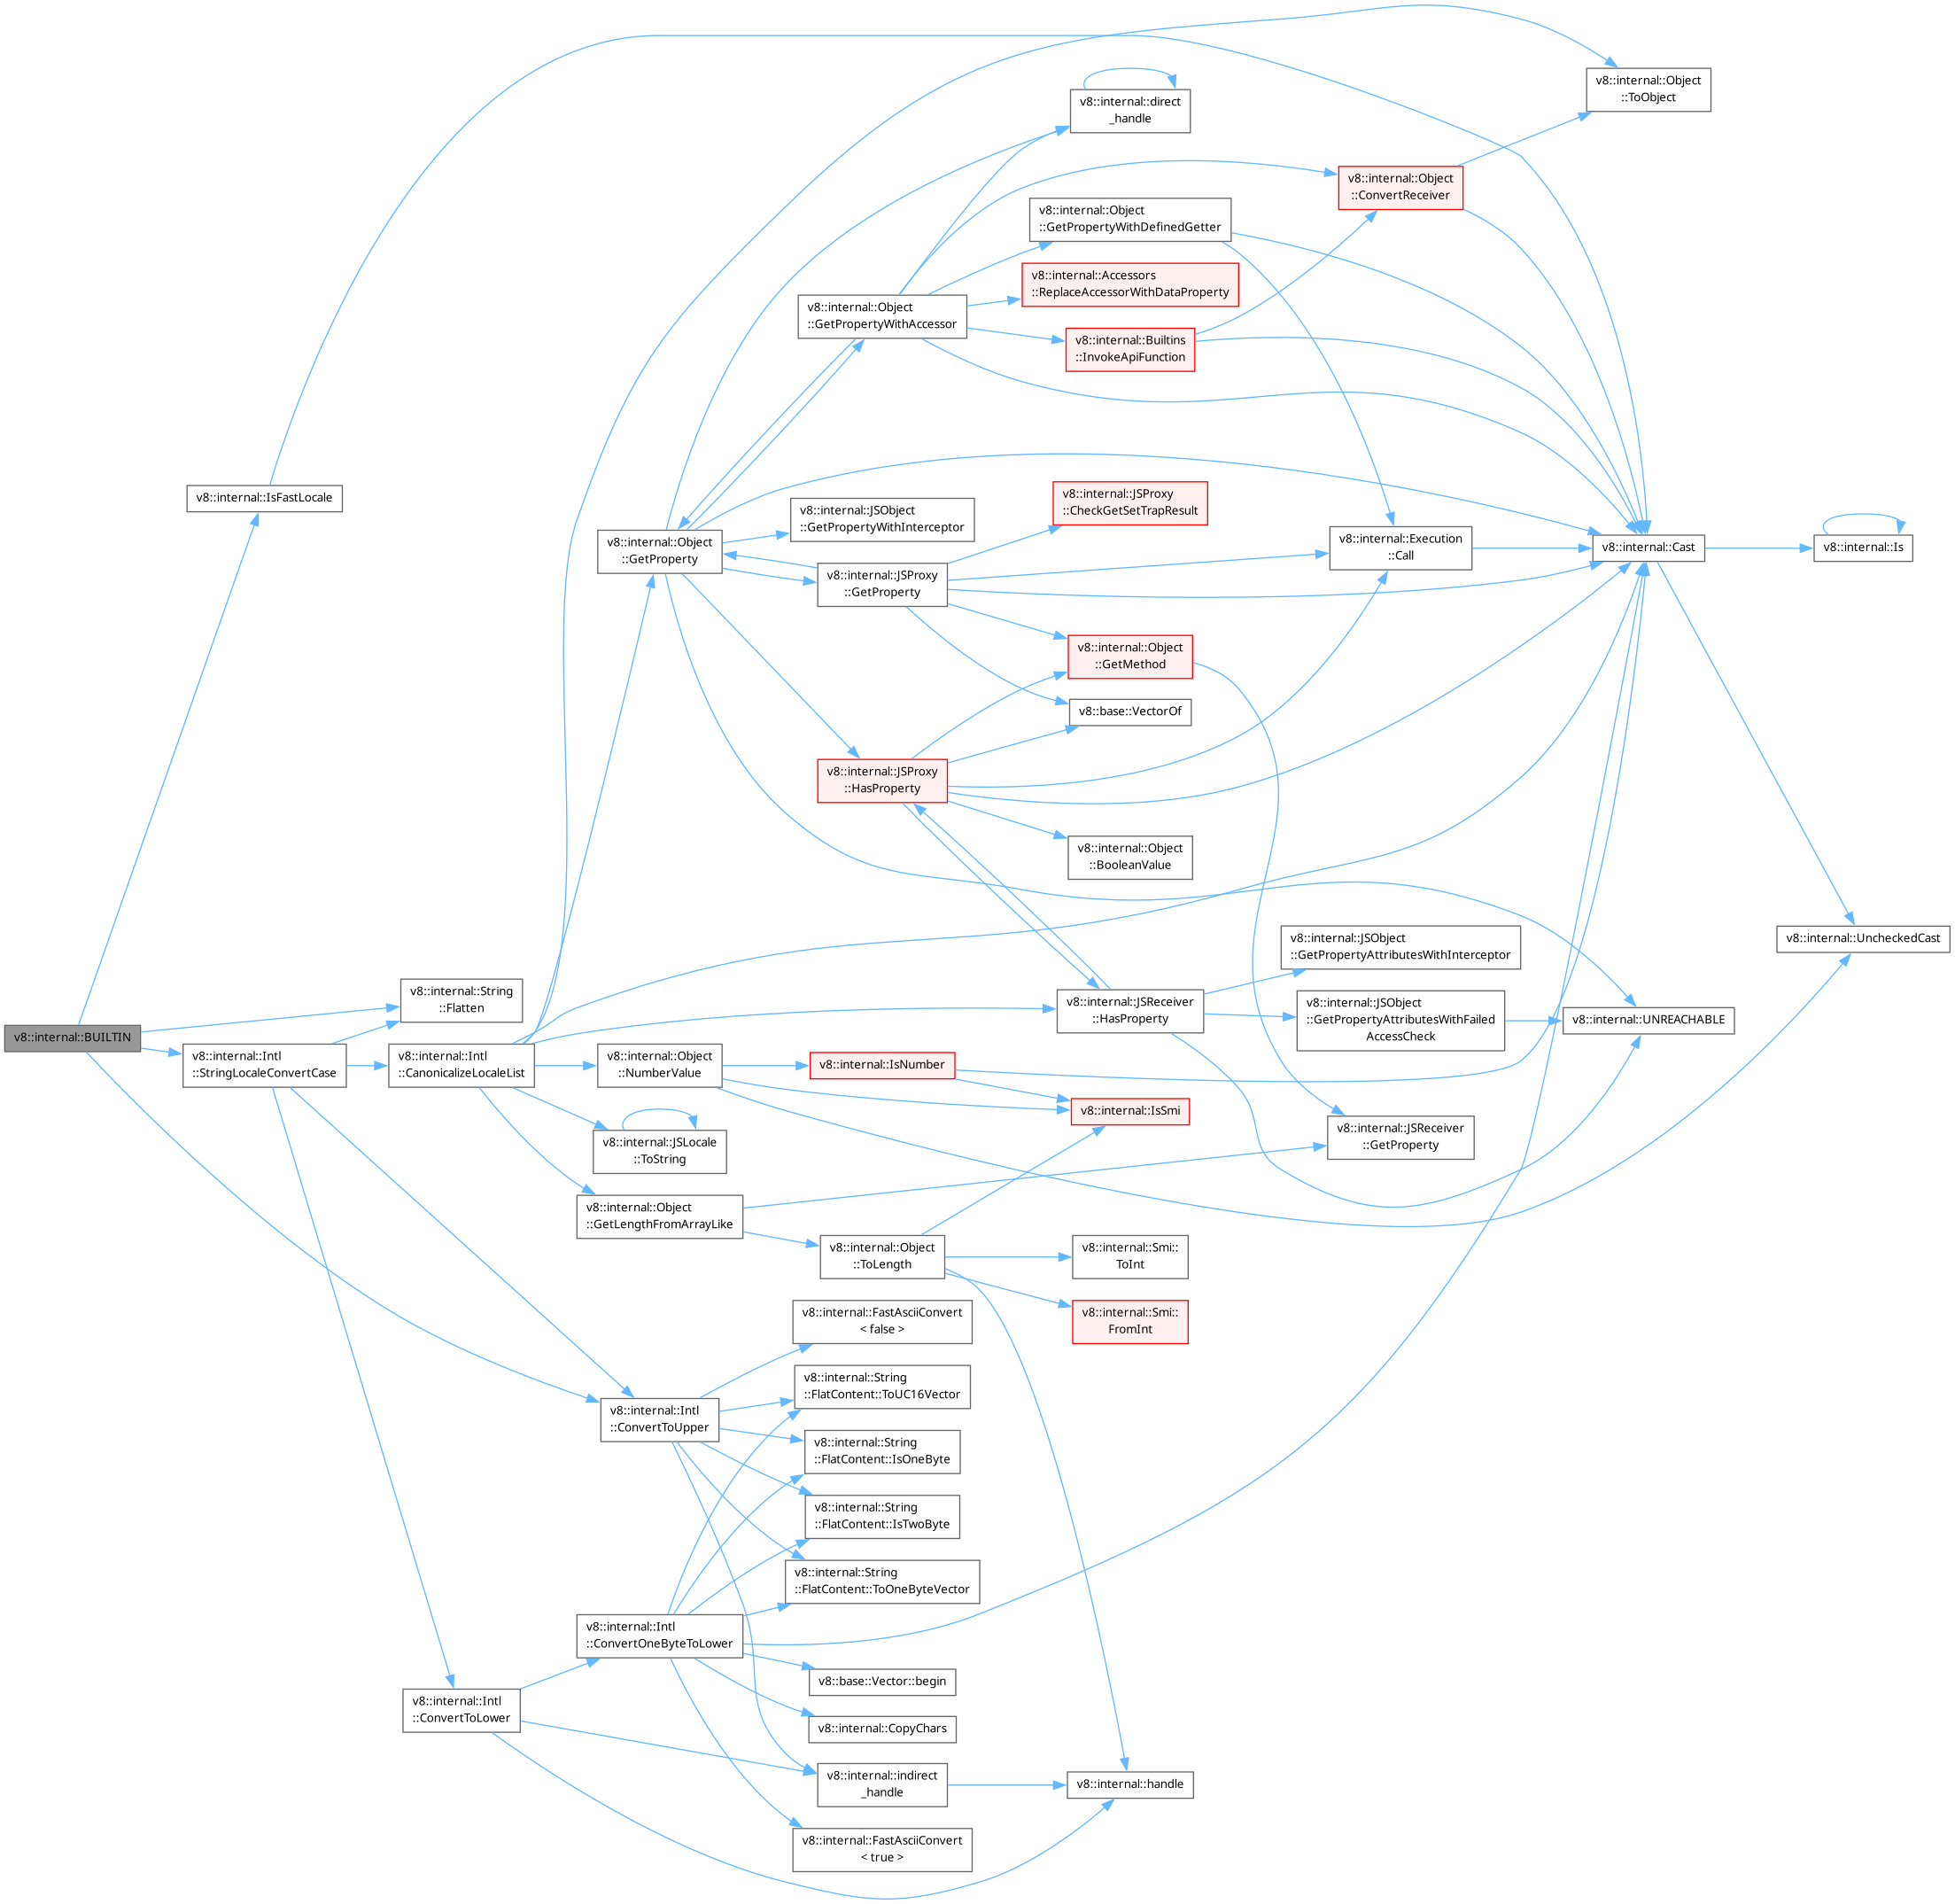 v8::internal::Object
::ToObject
v8::internal::direct
_handle
v8::internal::Object
::ConvertReceiver
v8::internal::Object
::GetPropertyWithDefinedGetter
v8::internal::Accessors
::ReplaceAccessorWithDataProperty
v8::internal::Object
::GetPropertyWithAccessor
v8::internal::Builtins
::InvokeApiFunction
v8::internal::IsFastLocale
v8::internal::JSProxy
::CheckGetSetTrapResult
v8::internal::JSObject
::GetPropertyWithInterceptor
v8::internal::Object
::GetProperty
v8::internal::Execution
::Call
v8::internal::Cast
v8::internal::Is
v8::internal::JSProxy
::GetProperty
v8::internal::Object
::GetMethod
v8::base::VectorOf
v8::internal::JSProxy
::HasProperty
v8::internal::Object
::BooleanValue
v8::internal::UncheckedCast
v8::internal::JSObject
::GetPropertyAttributesWithInterceptor
v8::internal::String
::Flatten
v8::internal::JSReceiver
::HasProperty
v8::internal::JSObject
::GetPropertyAttributesWithFailed
AccessCheck
v8::internal::UNREACHABLE
v8::internal::BUILTIN
v8::internal::Intl
::StringLocaleConvertCase
v8::internal::Intl
::CanonicalizeLocaleList
v8::internal::Object
::NumberValue
v8::internal::IsNumber
v8::internal::IsSmi
v8::internal::JSLocale
::ToString
v8::internal::JSReceiver
::GetProperty
v8::internal::Object
::GetLengthFromArrayLike
v8::internal::Object
::ToLength
v8::internal::Smi::
ToInt
v8::internal::Smi::
FromInt
v8::internal::FastAsciiConvert
< false >
v8::internal::String
::FlatContent::ToUC16Vector
v8::internal::Intl
::ConvertToUpper
v8::internal::String
::FlatContent::IsOneByte
v8::internal::String
::FlatContent::IsTwoByte
v8::internal::String
::FlatContent::ToOneByteVector
v8::internal::Intl
::ConvertOneByteToLower
v8::base::Vector::begin
v8::internal::Intl
::ConvertToLower
v8::internal::CopyChars
v8::internal::indirect
_handle
v8::internal::handle
v8::internal::FastAsciiConvert
< true >